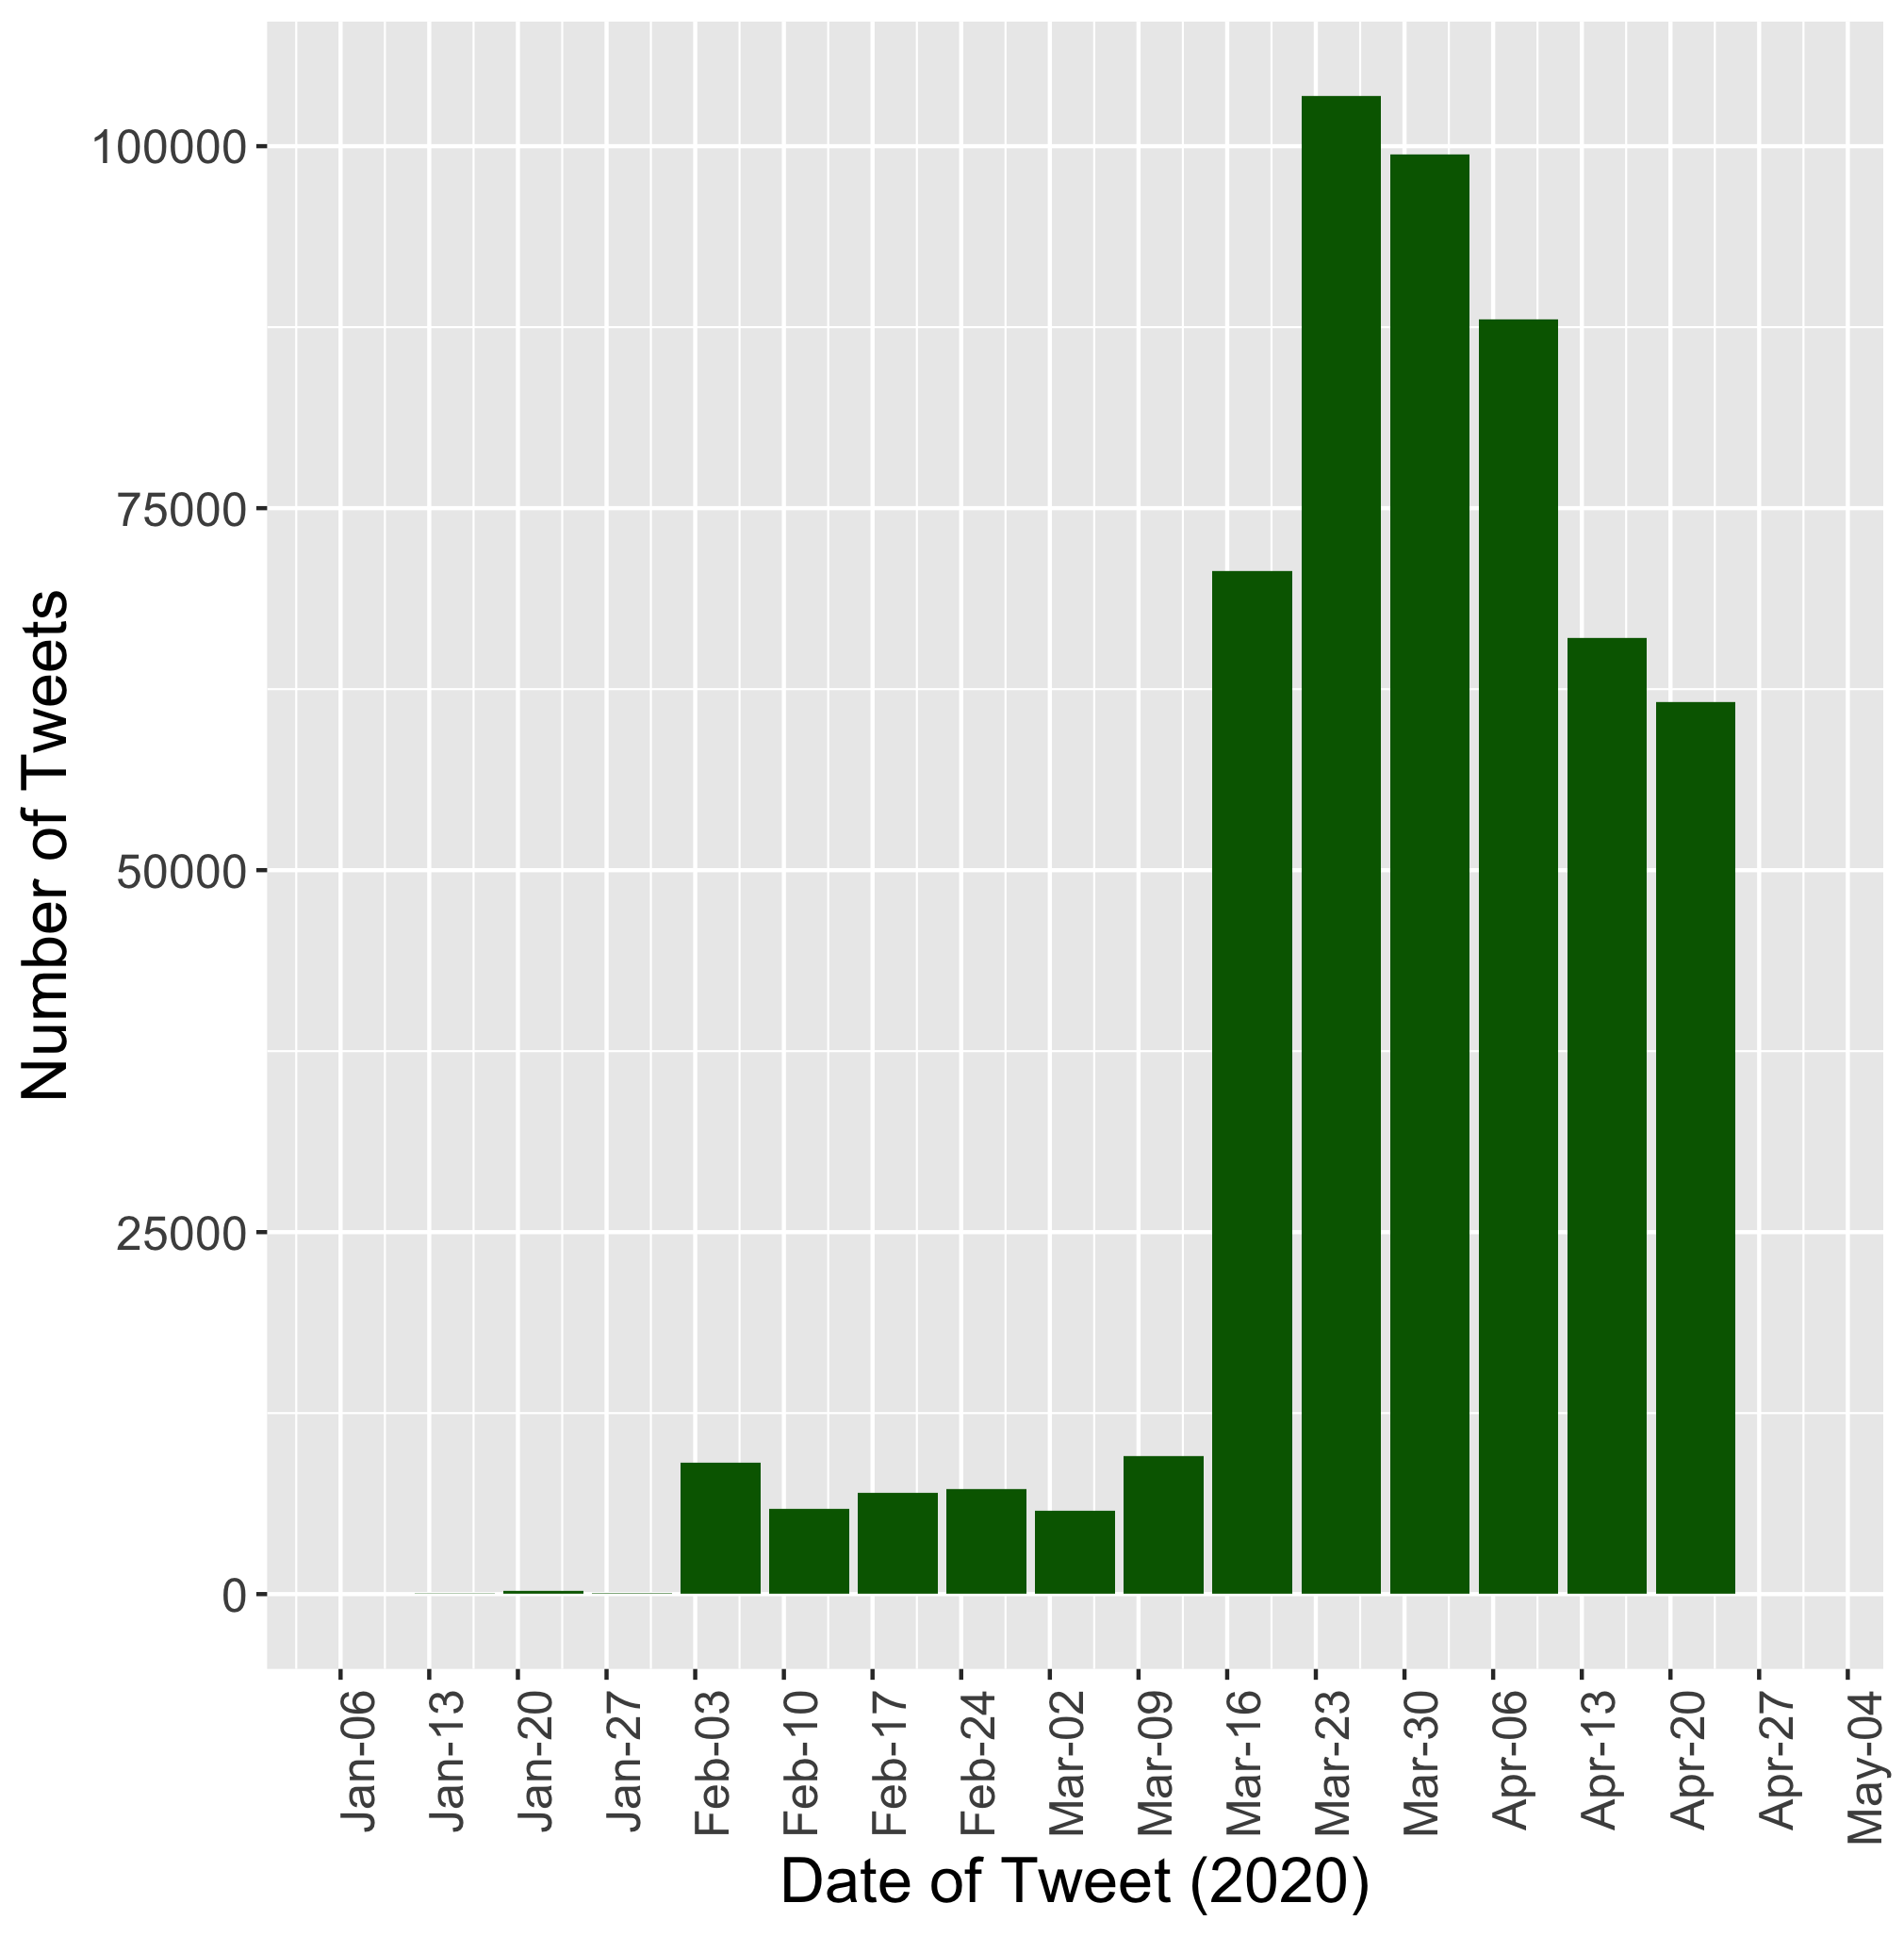 Number of Tweets
100000
75000
50000
25000
0
Jan-06
Jan-13
Jan-20
Jan-27
Feb-03
Feb-10
Feb-17
Feb-24
Mar-02
Mar-09
Mar-16
Mar-23
Mar-30
Apr-06
Apr-13
Apr-20
Apr-27
May-04
Date of Tweet (2020)